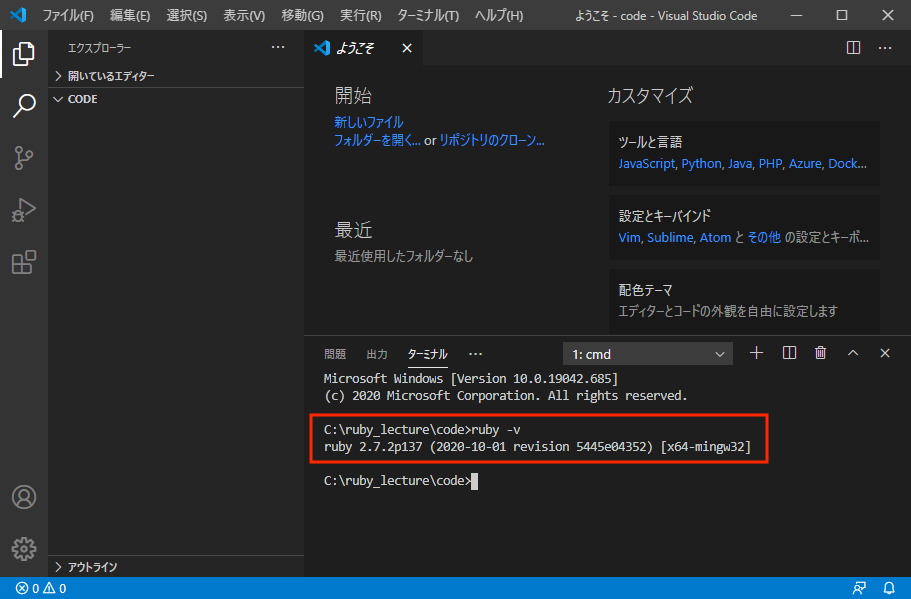 ファイル(F) 編集(E) 選択(S) 表示(V) 移動(G) 実行(R) ターミナル(T) ヘルプ(H) ようこそ - code - Visual Studio Code
エクスプローラー
開いているエディター
CODE
アウトライン
ようこそ
開始
新しいファイル
フォルダーを開く... or リポジトリのクローン...
最近
最近使用したフォルダーなし
カスタマイズ
ツールと言語
JavaScript, Python, Java, PHP, Azure, Dock...
設定とキーバインド
Vim, Sublime, Atom と その他 の設定とキーボ...
配色テーマ
エディターとコードの外観を自由に設定します
問題 出力 ターミナル 1: cmd
Microsoft Windows [Version 10.0.19042.685]
(c) 2020 Microsoft Corporation. All rights reserved.
C:\ruby_lecture\code>ruby -v
ruby 2.7.2p137 (2020-10-01 revision 5445e04352) [x64-mingw32]
C:\ruby_lecture\code>
0 0